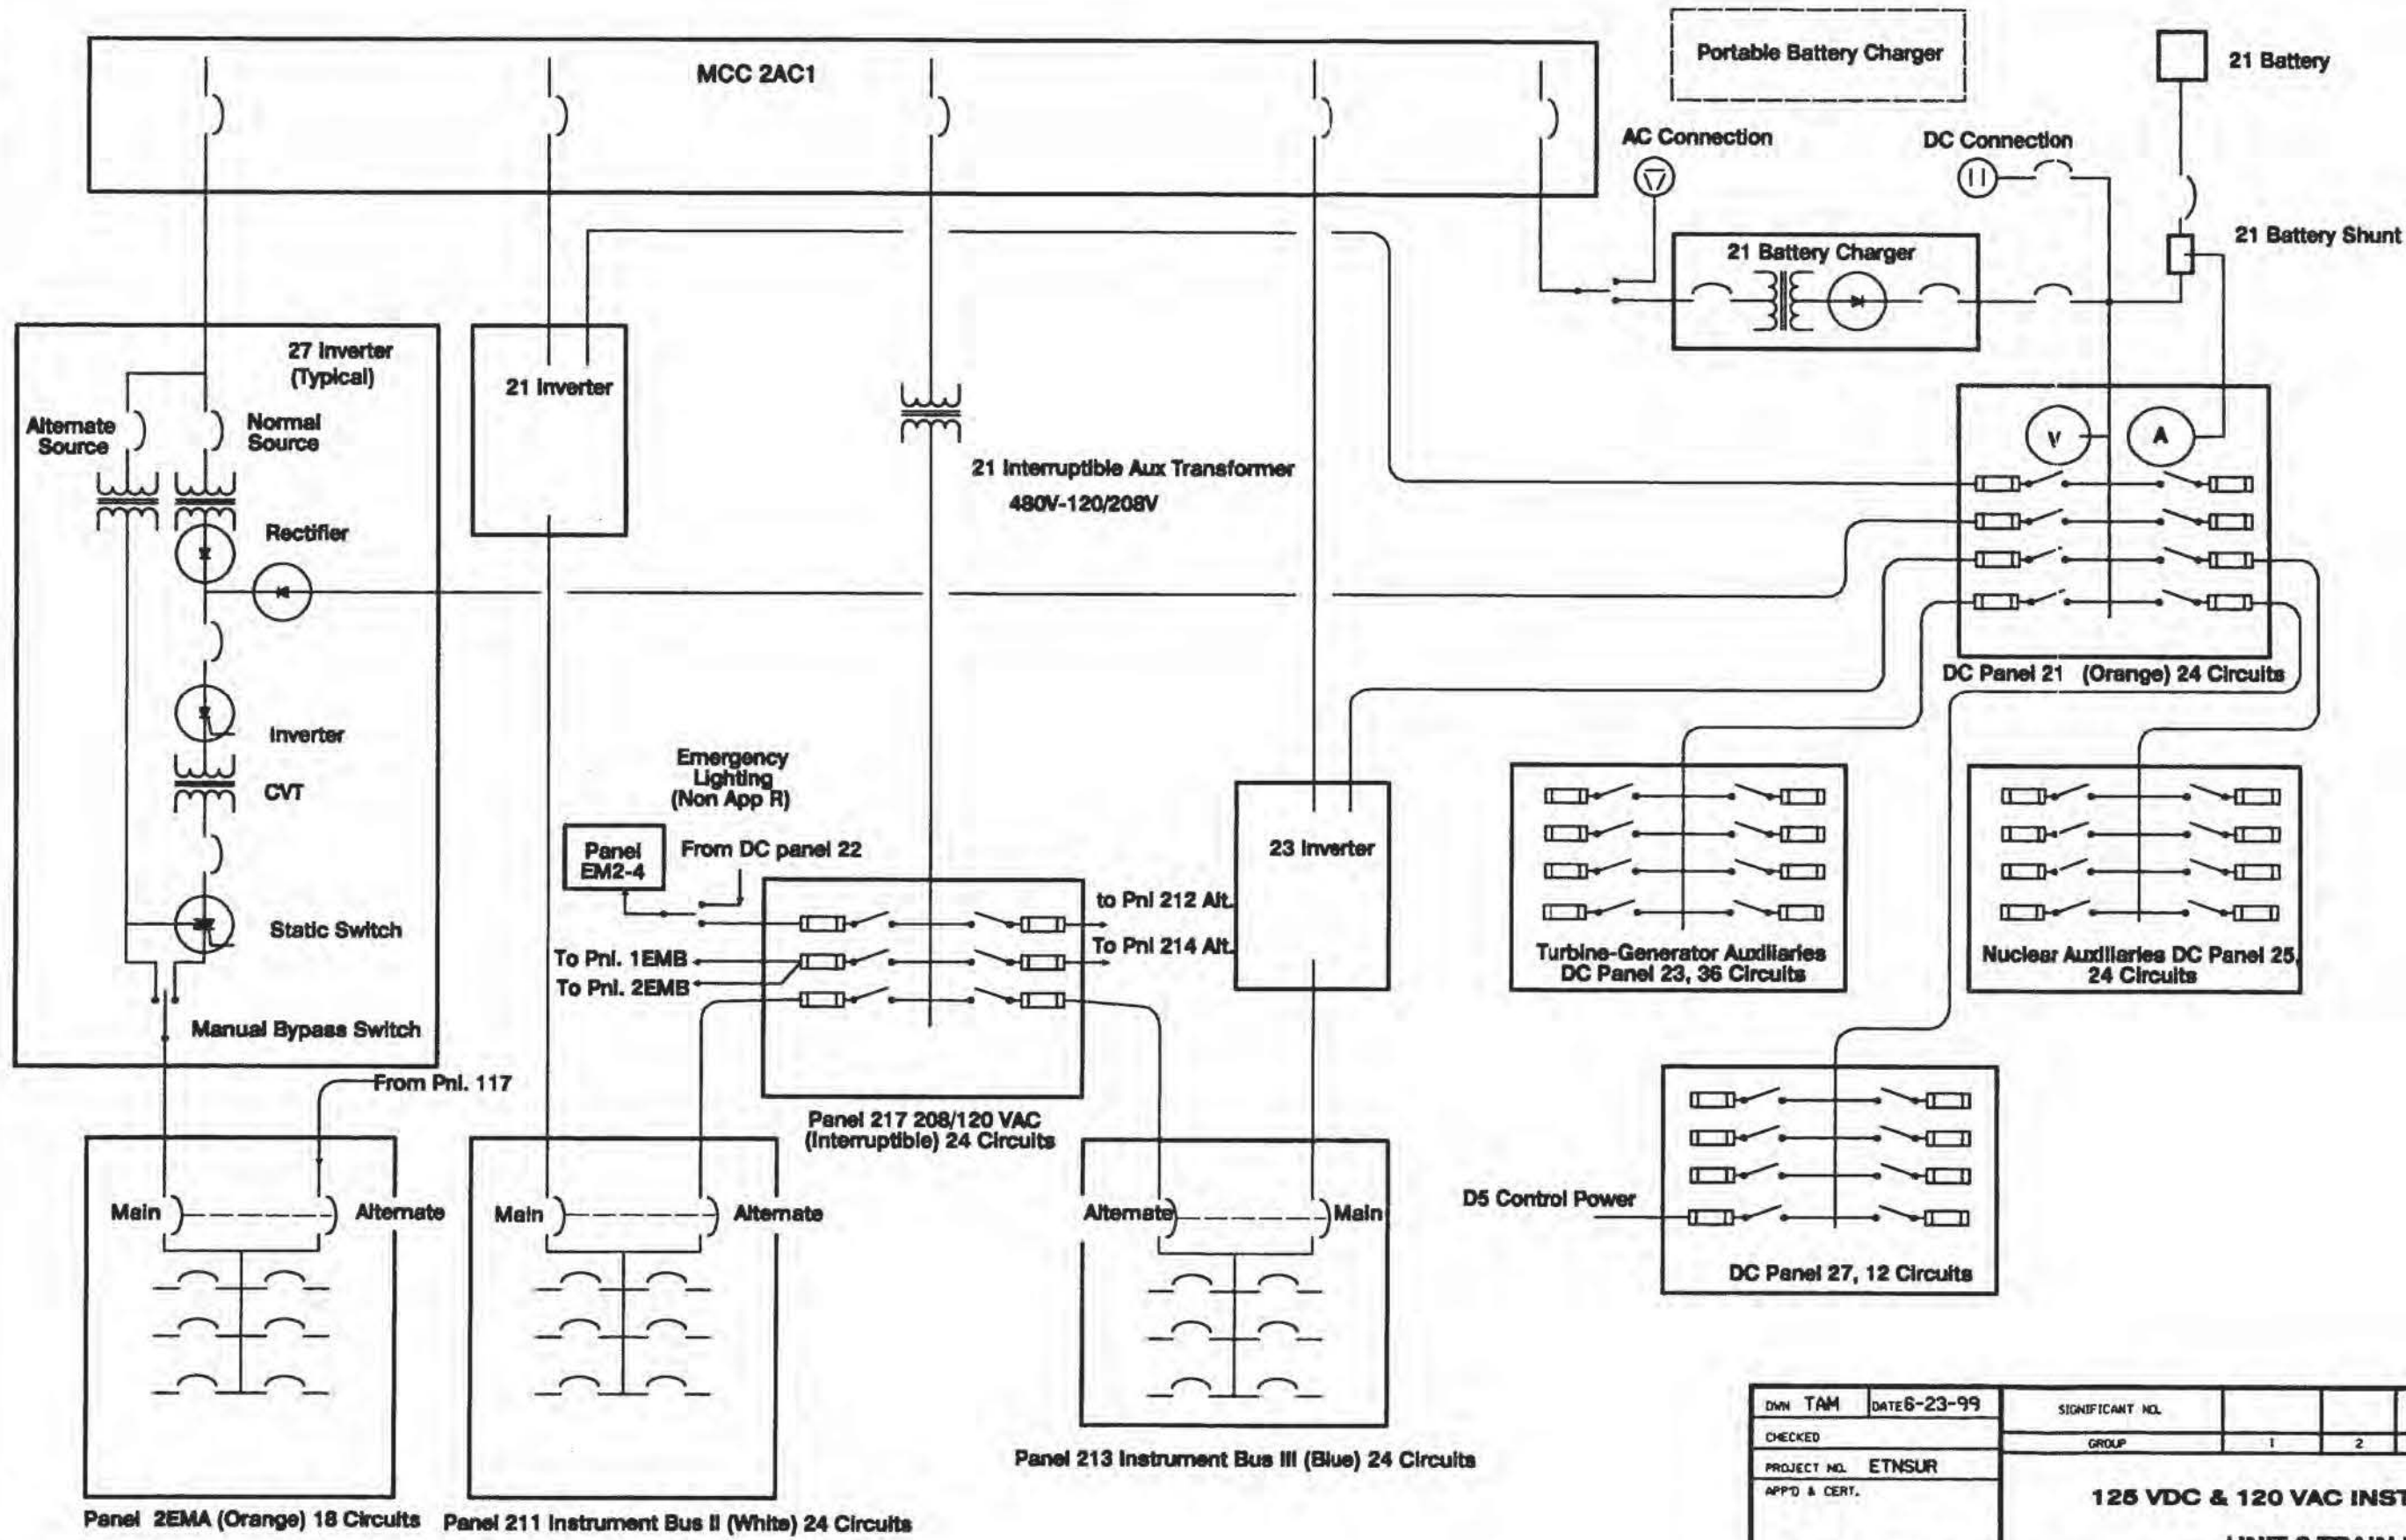 MCC 2AC1
Portable Battery Charger
21 Battery
AC Connection
DC Connection
21 Battery Shunt
21 Battery Charger
27 Inverter
(Typical)
21 Inverter
Alternate
Source
Normal
Source
V
A
21 Interruptible Aux Transformer
480V-120/208V
Rectifier
DC Panel 21 (Orange) 24 Circuits
Inverter
CVT
Emergency
Lighting
(Non App R)
Panel
EM2-4
From DC panel 22
23 Inverter
to Pnl 212 Alt.
To Pnl 214 Alt.
Static Switch
To Pnl. 1EMB
To Pnl. 2EMB
Turbine-Generator Auxiliaries
DC Panel 23, 36 Circuits
Nuclear Auxiliaries DC Panel 25,
24 Circuits
Manual Bypass Switch
From Pnl. 117
Panel 217 208/120 VAC
(Interruptible) 24 Circuits
Main
Alternate
Main
Alternate
Alternate
Main
D5 Control Power
DC Panel 27, 12 Circuits
Panel 213 Instrument Bus III (Blue) 24 Circuits
Panel 2EMA (Orange) 18 Circuits
Panel 211 Instrument Bus II (White) 24 Circuits
DWN TAM DATE 6-23-99
SIGNIFICANT NO.
CHECKED
GROUP 1 2
PROJECT NO. ETNSUR
APP'D & CERT.
125 VDC & 120 VAC INST